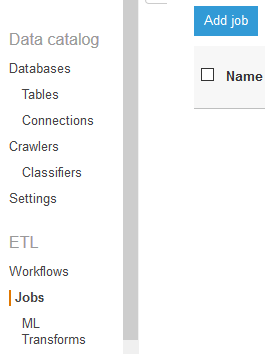 Data catalog
Databases
Tables
Connections
Crawlers
Classifiers
Settings
ETL
Workflows
Jobs
ML
Transforms
Add job
Name